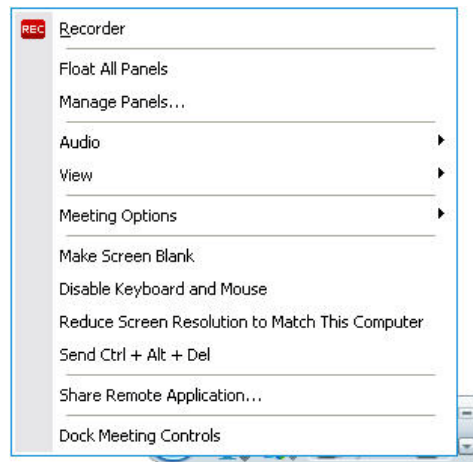 REC Recorder
Float All Panels
Manage Panels...
Audio
View
Meeting Options
Make Screen Blank
Disable Keyboard and Mouse
Reduce Screen Resolution to Match This Computer
Send Ctrl + Alt + Del
Share Remote Application...
Dock Meeting Controls